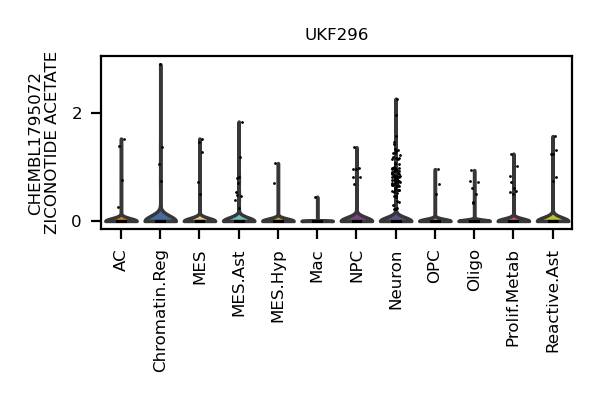 UKF296
CHEMBL1795072
ZICONOTIDE ACETATE
2
0
AC
Chromatin.Reg
MES
MES.Ast
MES.Hyp
Mac
NPC
Neuron
OPC
Oligo
Prolif.Metab
Reactive.Ast